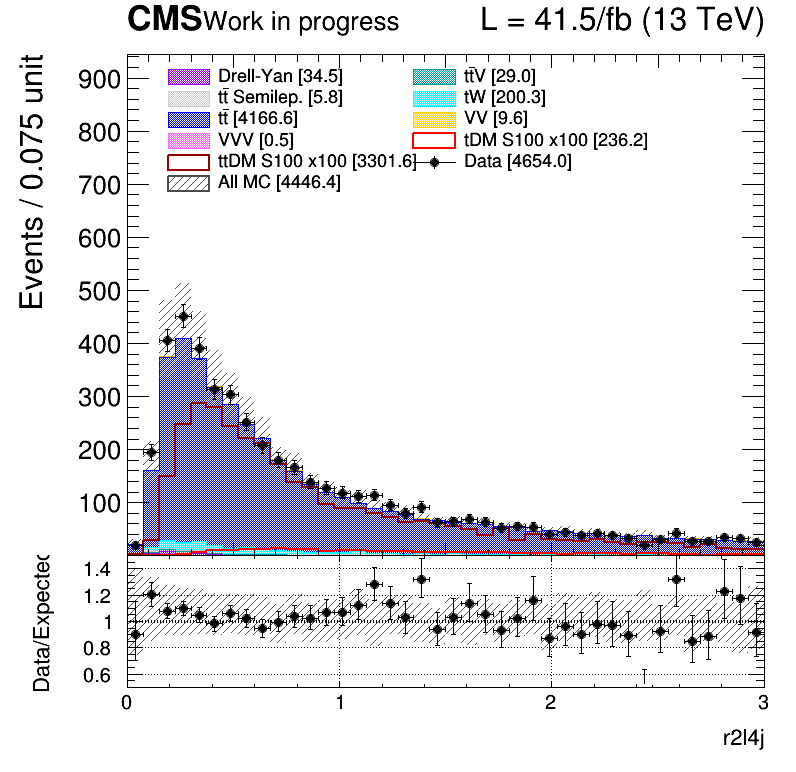 CMS Work in progress L = 41.5/fb (13 TeV)
Events / 0.075 unit
900
800
700
600
500
400
300
200
100
Drell-Yan [34.5]
tt̄V [29.0]
tt̄ Semilep. [5.8]
tW [200.3]
tt̄ [4166.6]
VV [9.6]
VVV [0.5]
tDM S100 x100 [236.2]
ttDM S100 x100 [3301.6]
Data [4654.0]
All MC [4446.4]
Data/Expected
1.4
1.2
1
0.8
0.6
0 1 2 3
r2l4j